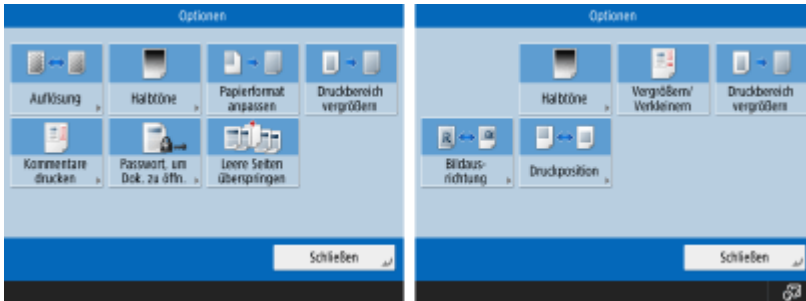 Optionen
Auflösung
Halbtöne
Papierformat
anpassen
Druckbereich
vergrößern
Kommentare
drucken
Passwort, um
Dok. zu öffn.
Leere Seiten
überspringen
Schließen
Optionen
Halbtöne
Vergrößern/
Verkleinern
Druckbereich
vergrößern
Bildaus-
richtung
Druckposition
Schließen